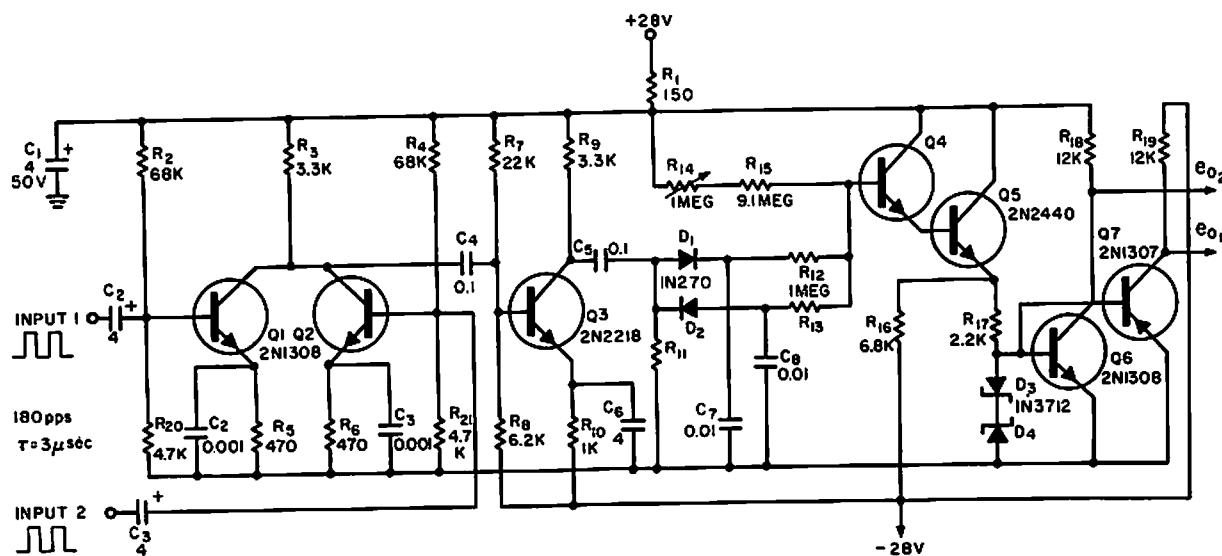 +28V
R1
150
C1
4
50V
+
R2
68K
R3
3.3K
R4
68K
R7
22K
R9
3.3K
R14
1MEG
R15
9.1MEG
Q4
R18
12K
R19
12K
eo2
Q5
2N2440
eo1
C4
0.1
C5
0.1
D1
1N270
R12
1MEG
D2
R13
Q7
2N1307
INPUT 1
C2
+
4
Q1
2N1308
Q2
Q3
2N2218
R11
C8
0.01
R16
6.8K
R17
2.2K
Q6
2N1308
D3
1N3712
D4
180pps
τ=3μsec
R20
4.7K
C2
0.001
R5
470
R6
470
C3
0.001
R21
4.7
K
R8
6.2K
R10
1K
C6
4
C7
0.01
INPUT 2
+
C3
4
-28V